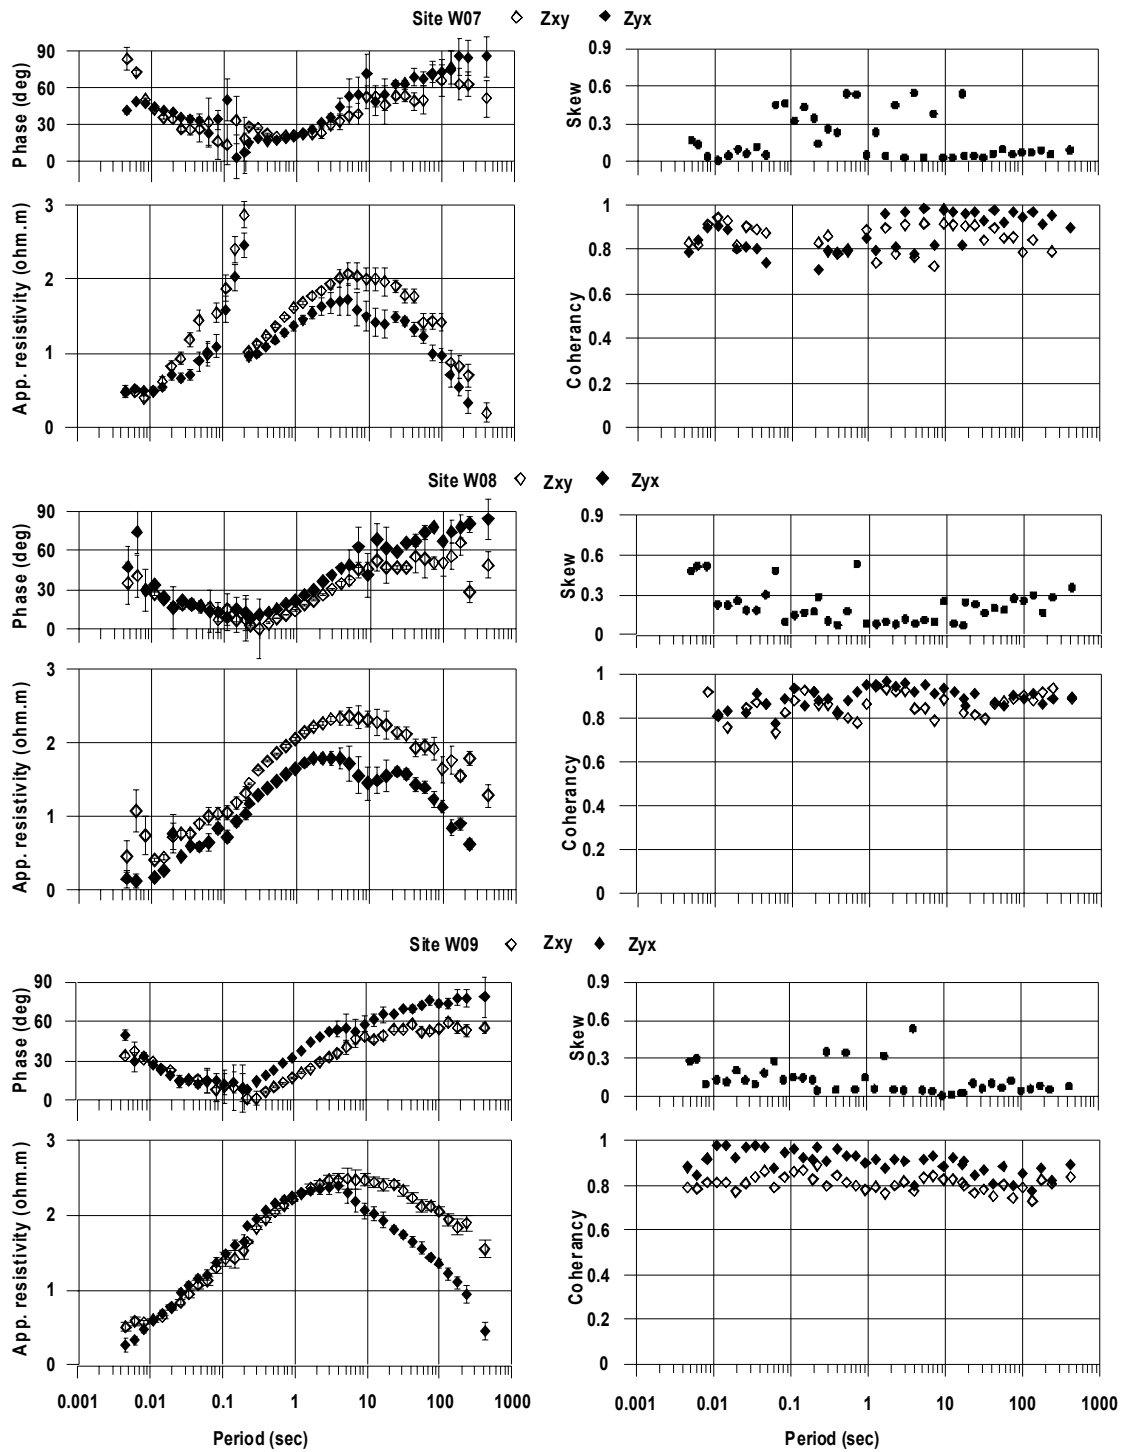 Site W07 Zxy Zyx
90
60
30
0
Phase (deg)
0.9
0.6
0.3
0
Skew
3
2
1
0
App. resistivity (ohm.m)
1
0.8
0.6
0.4
0.2
0
Coherancy
Site W08 Zxy Zyx
90
60
30
0
Phase (deg)
0.9
0.6
0.3
0
Skew
3
2
1
0
App. resistivity (ohm.m)
1
0.8
0.6
0.4
0.2
0
Coherancy
Site W09 Zxy Zyx
90
60
30
0
Phase (deg)
0.9
0.6
0.3
0
Skew
3
2
1
0
App. resistivity (ohm.m)
1
0.8
0.6
0.4
0.2
0
Coherancy
0.001 0.01 0.1 1 10 100 1000
Period (sec)
0.001 0.01 0.1 1 10 100 1000
Period (sec)